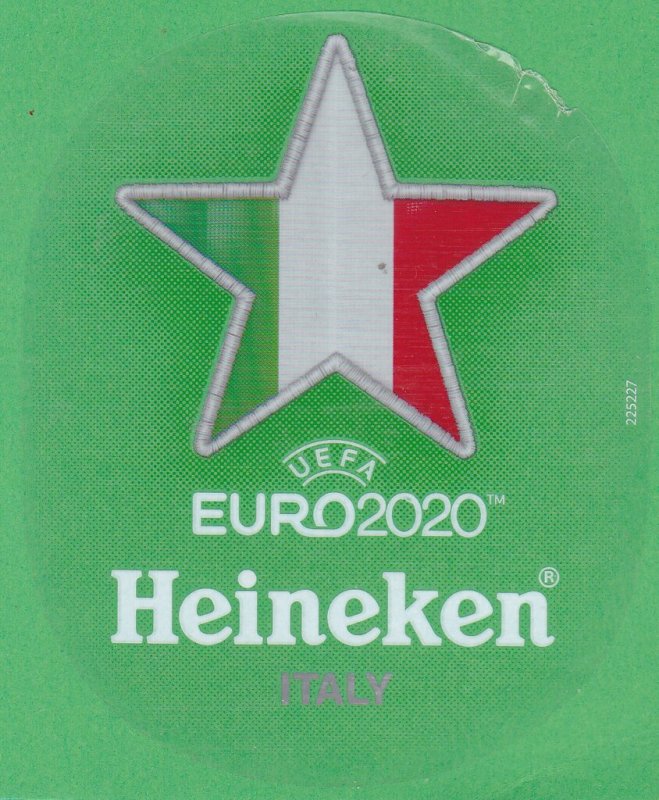 225227
UEFA
EURO2020™
Heineken®
ITALY